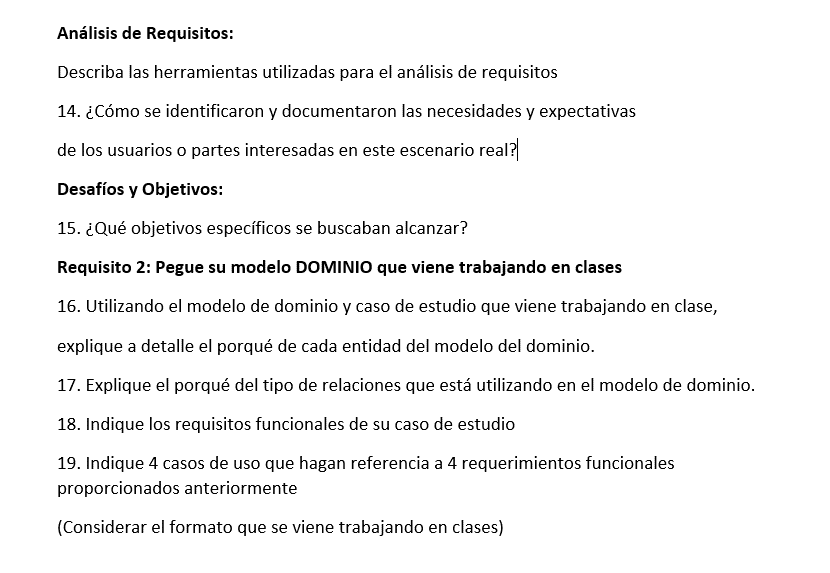 Análisis de Requisitos:
Describa las herramientas utilizadas para el análisis de requisitos
14. ¿Cómo se identificaron y documentaron las necesidades y expectativas
de los usuarios o partes interesadas en este escenario real?
Desafíos y Objetivos:
15. ¿Qué objetivos específicos se buscaban alcanzar?
Requisito 2: Pegue su modelo DOMINIO que viene trabajando en clases
16. Utilizando el modelo de dominio y caso de estudio que viene trabajando en clase,
explique a detalle el porqué de cada entidad del modelo del dominio.
17. Explique el porqué del tipo de relaciones que está utilizando en el modelo de dominio.
18. Indique los requisitos funcionales de su caso de estudio
19. Indique 4 casos de uso que hagan referencia a 4 requerimientos funcionales
proporcionados anteriormente
(Considerar el formato que se viene trabajando en clases)